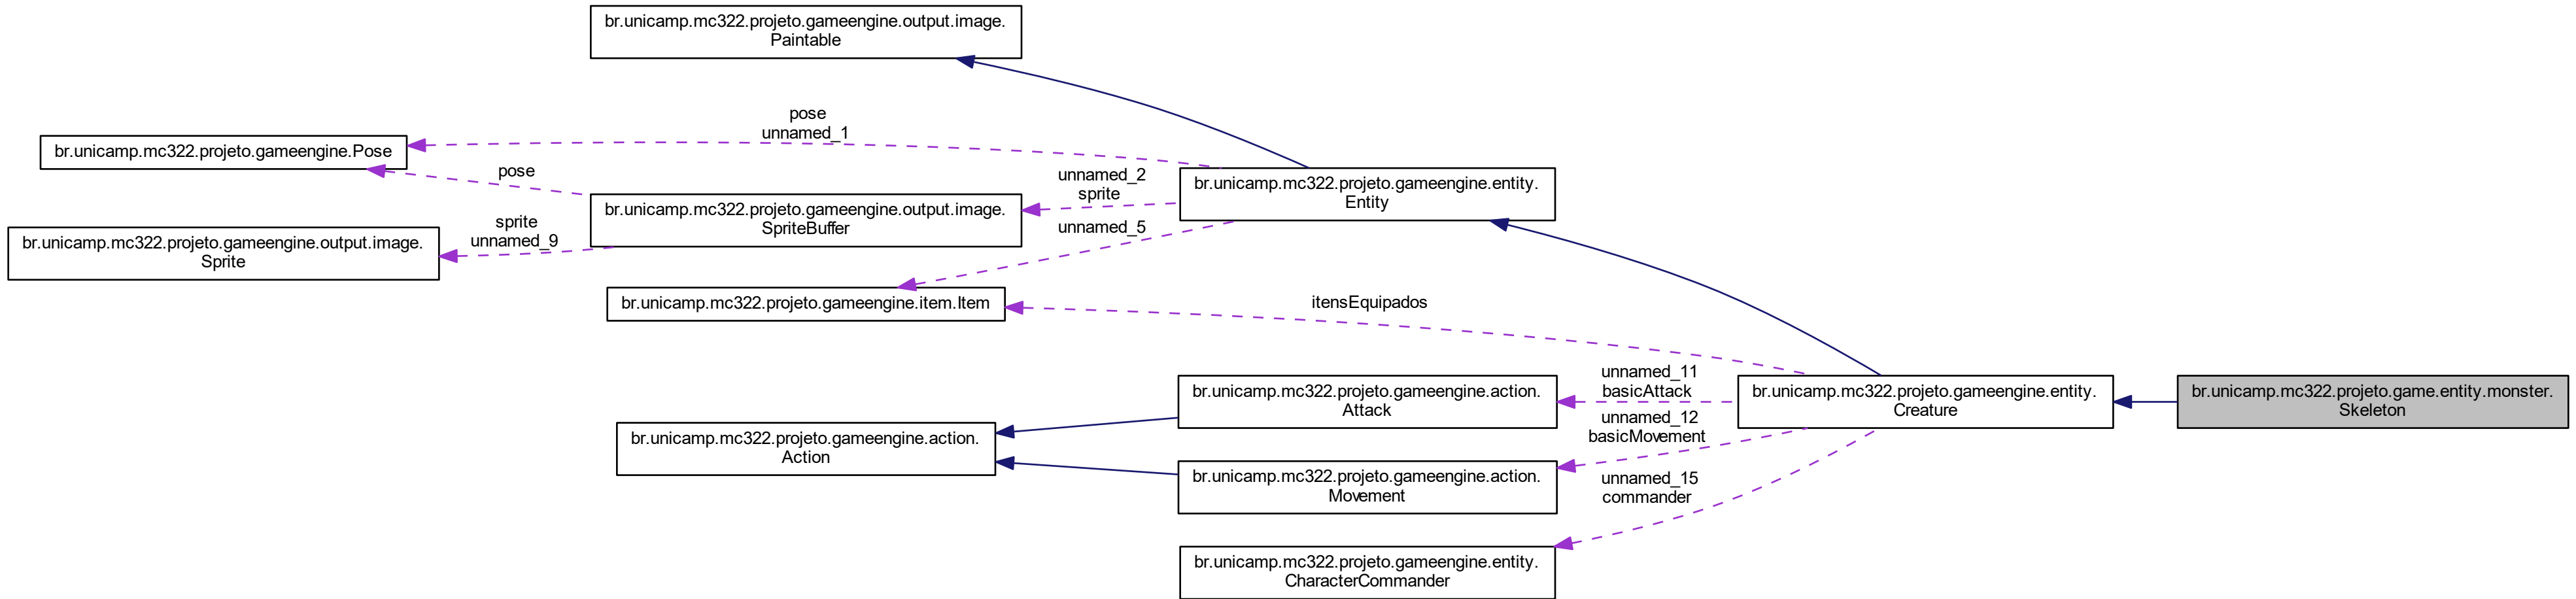 br.unicamp.mc322.projeto.gameengine.output.image.
Paintable
pose
unnamed_1
br.unicamp.mc322.projeto.gameengine.Pose
pose
unnamed_2
sprite
br.unicamp.mc322.projeto.gameengine.entity.
Entity
br.unicamp.mc322.projeto.gameengine.output.image.
SpriteBuffer
sprite
unnamed_9
unnamed_5
br.unicamp.mc322.projeto.gameengine.output.image.
Sprite
br.unicamp.mc322.projeto.gameengine.item.Item
itensEquipados
unnamed_11
basicAttack
br.unicamp.mc322.projeto.gameengine.action.
Attack
br.unicamp.mc322.projeto.gameengine.entity.
Creature
br.unicamp.mc322.projeto.game.entity.monster.
Skeleton
unnamed_12
basicMovement
br.unicamp.mc322.projeto.gameengine.action.
Action
br.unicamp.mc322.projeto.gameengine.action.
Movement
unnamed_15
commander
br.unicamp.mc322.projeto.gameengine.entity.
CharacterCommander